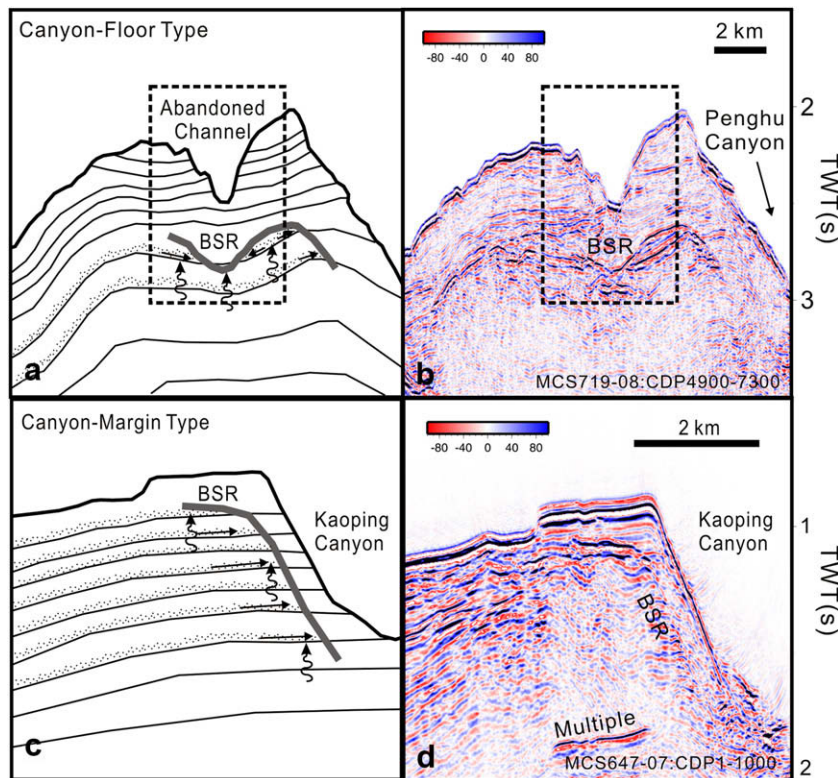 Canyon-Floor Type
Abandoned
Channel
BSR
a
-80 -40 0 40 80
2 km
Penghu
Canyon
BSR
b
MCS719-08:CDP4900-7300
2
TWT(s)
3
Canyon-Margin Type
BSR
Kaoping
Canyon
c
-80 -40 0 40 80
2 km
Kaoping
Canyon
BSR
Multiple
d
MCS647-07:CDP1-1000
1
TWT(s)
2